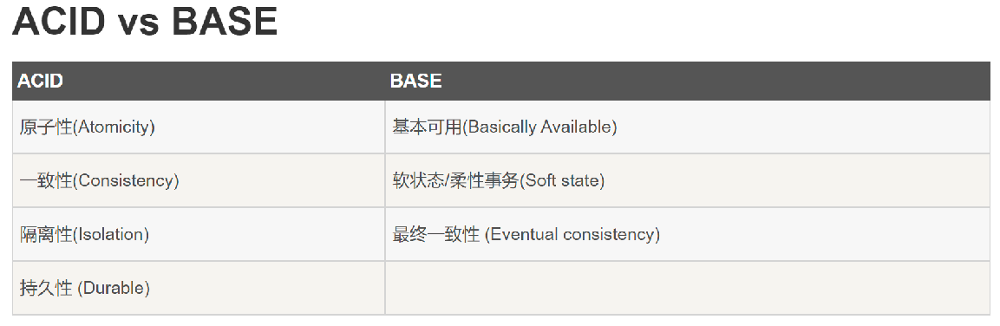 ACID vs BASE
ACID BASE
原子性(Atomicity) 基本可用(Basically Available)
一致性(Consistency) 软状态/柔性事务(Soft state)
隔离性(Isolation) 最终一致性 (Eventual consistency)
持久性 (Durable)